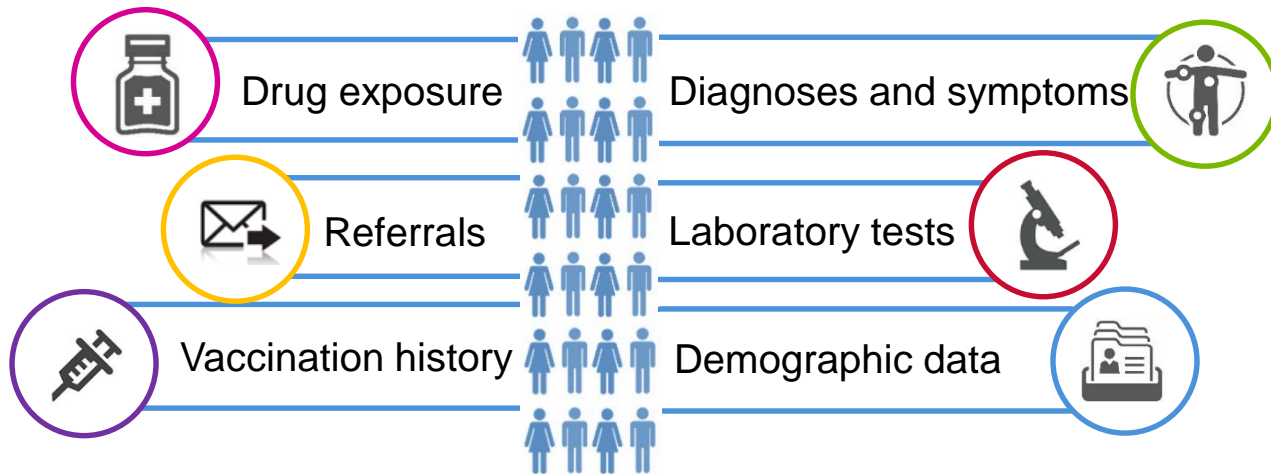 Drug exposure
Diagnoses and symptoms
Referrals
Laboratory tests
Vaccination history
Demographic data